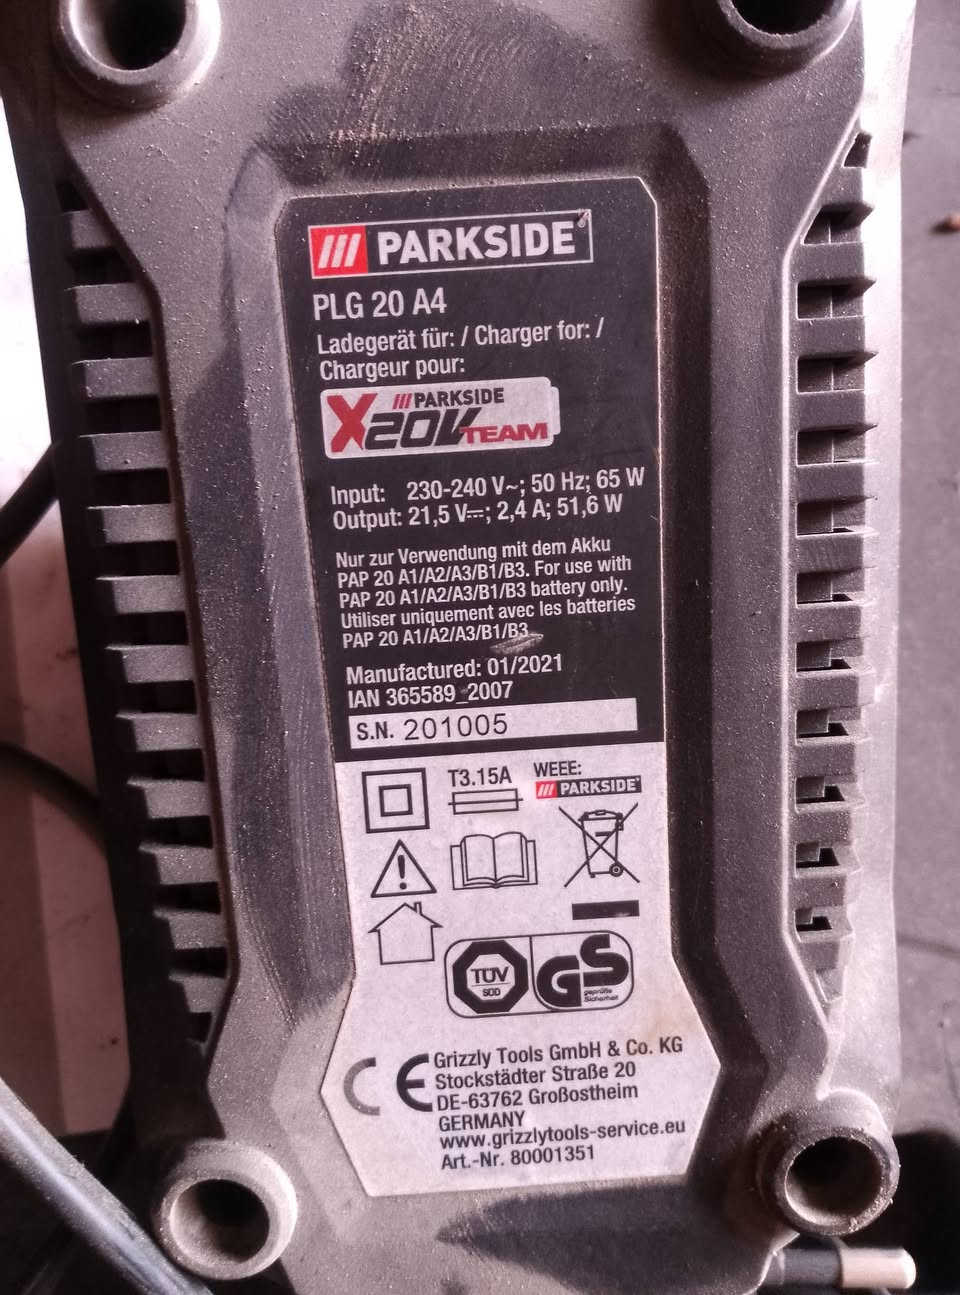 PARKSIDE®
PLG 20 A4
Ladegerät für: / Charger for: /
Chargeur pour:
PARKSIDE
X20V TEAM
Input: 230-240 V~; 50 Hz; 65 W
Output: 21,5 V⎓; 2,4 A; 51,6 W
Nur zur Verwendung mit dem Akku
PAP 20 A1/A2/A3/B1/B3. For use with
PAP 20 A1/A2/A3/B1/B3 battery only.
Utiliser uniquement avec les batteries
PAP 20 A1/A2/A3/B1/B3
Manufactured: 01/2021
IAN 365589_2007
S.N. 201005
T3.15A
WEEE:
PARKSIDE®
TÜV
SÜD
GS
geprüfte
Sicherheit
CE
Grizzly Tools GmbH & Co. KG
Stockstädter Straße 20
DE-63762 Großostheim
GERMANY
www.grizzlytools-service.eu
Art.-Nr. 80001351